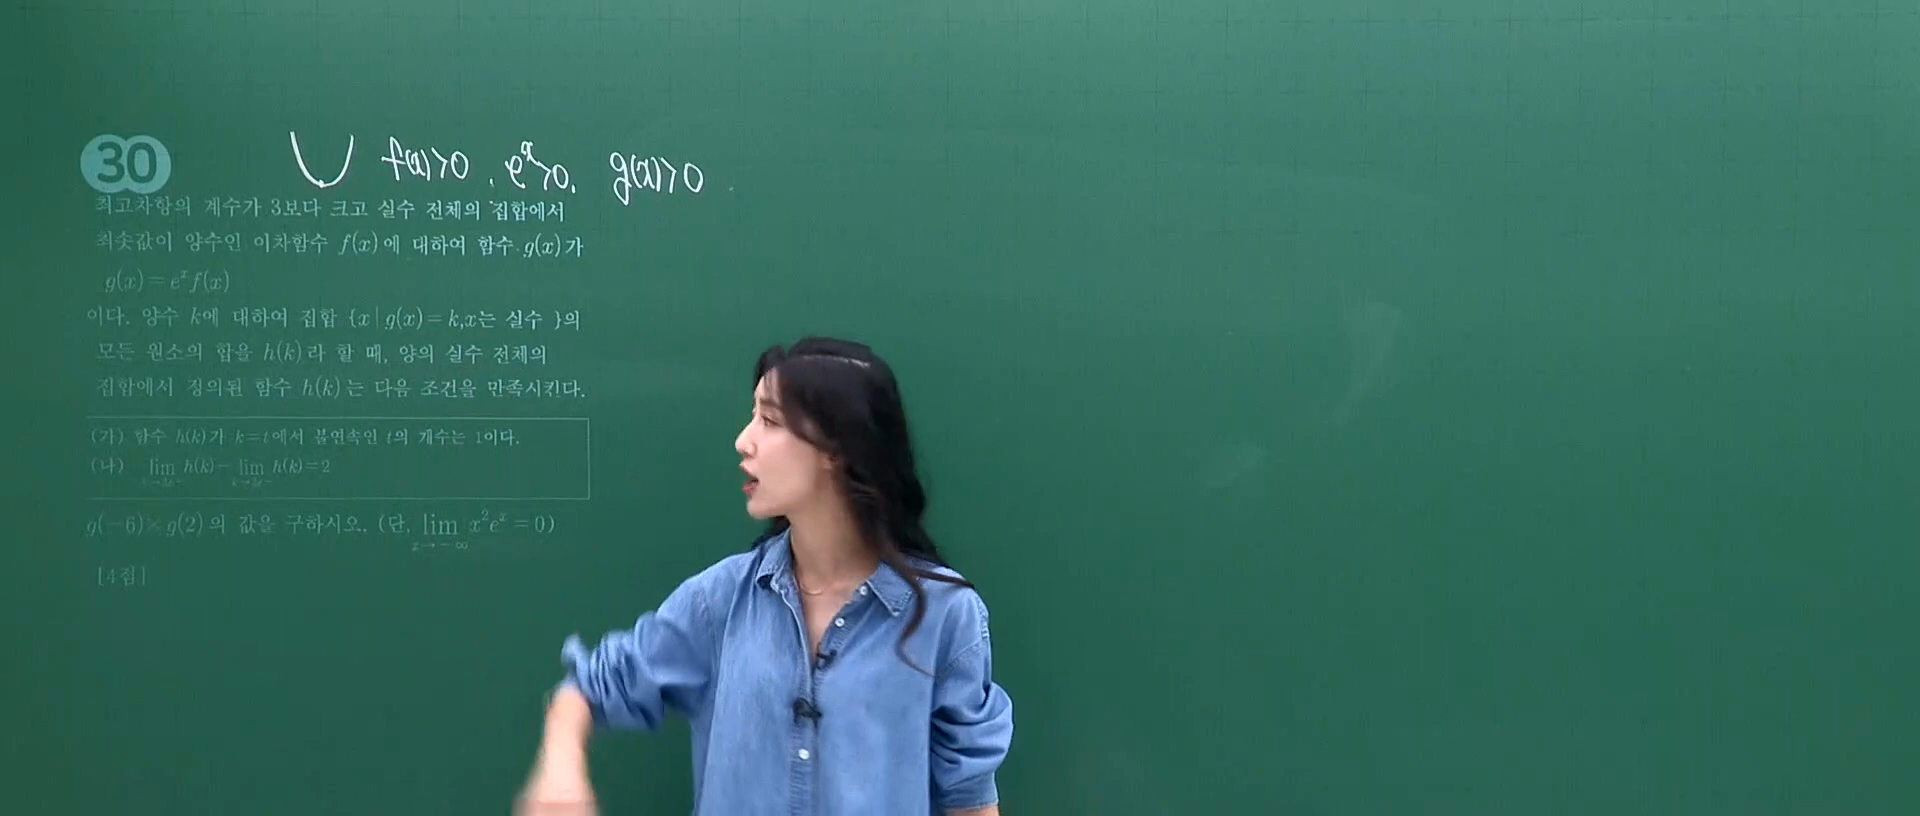 30
f(x)>0 . e^x>0. g(x)>0
최고차항의 계수가 3보다 크고 실수 전체의 집합에서
최솟값이 양수인 이차함수 f(x)에 대하여 함수 g(x)가
g(x)=e^x f(x)
이다. 양수 k에 대하여 집합 {x|g(x)=k,x는 실수 }의
모든 원소의 합을 h(k)라 할 때, 양의 실수 전체의
집합에서 정의된 함수 h(k)는 다음 조건을 만족시킨다.
(가) 함수 h(k)가 k=t에서 불연속인 t의 개수는 1이다.
(나) lim h(k)- lim h(k)=2
g(-6)×g(2)의 값을 구하시오. (단, lim x→-∞ x²e^x=0)
[4점]